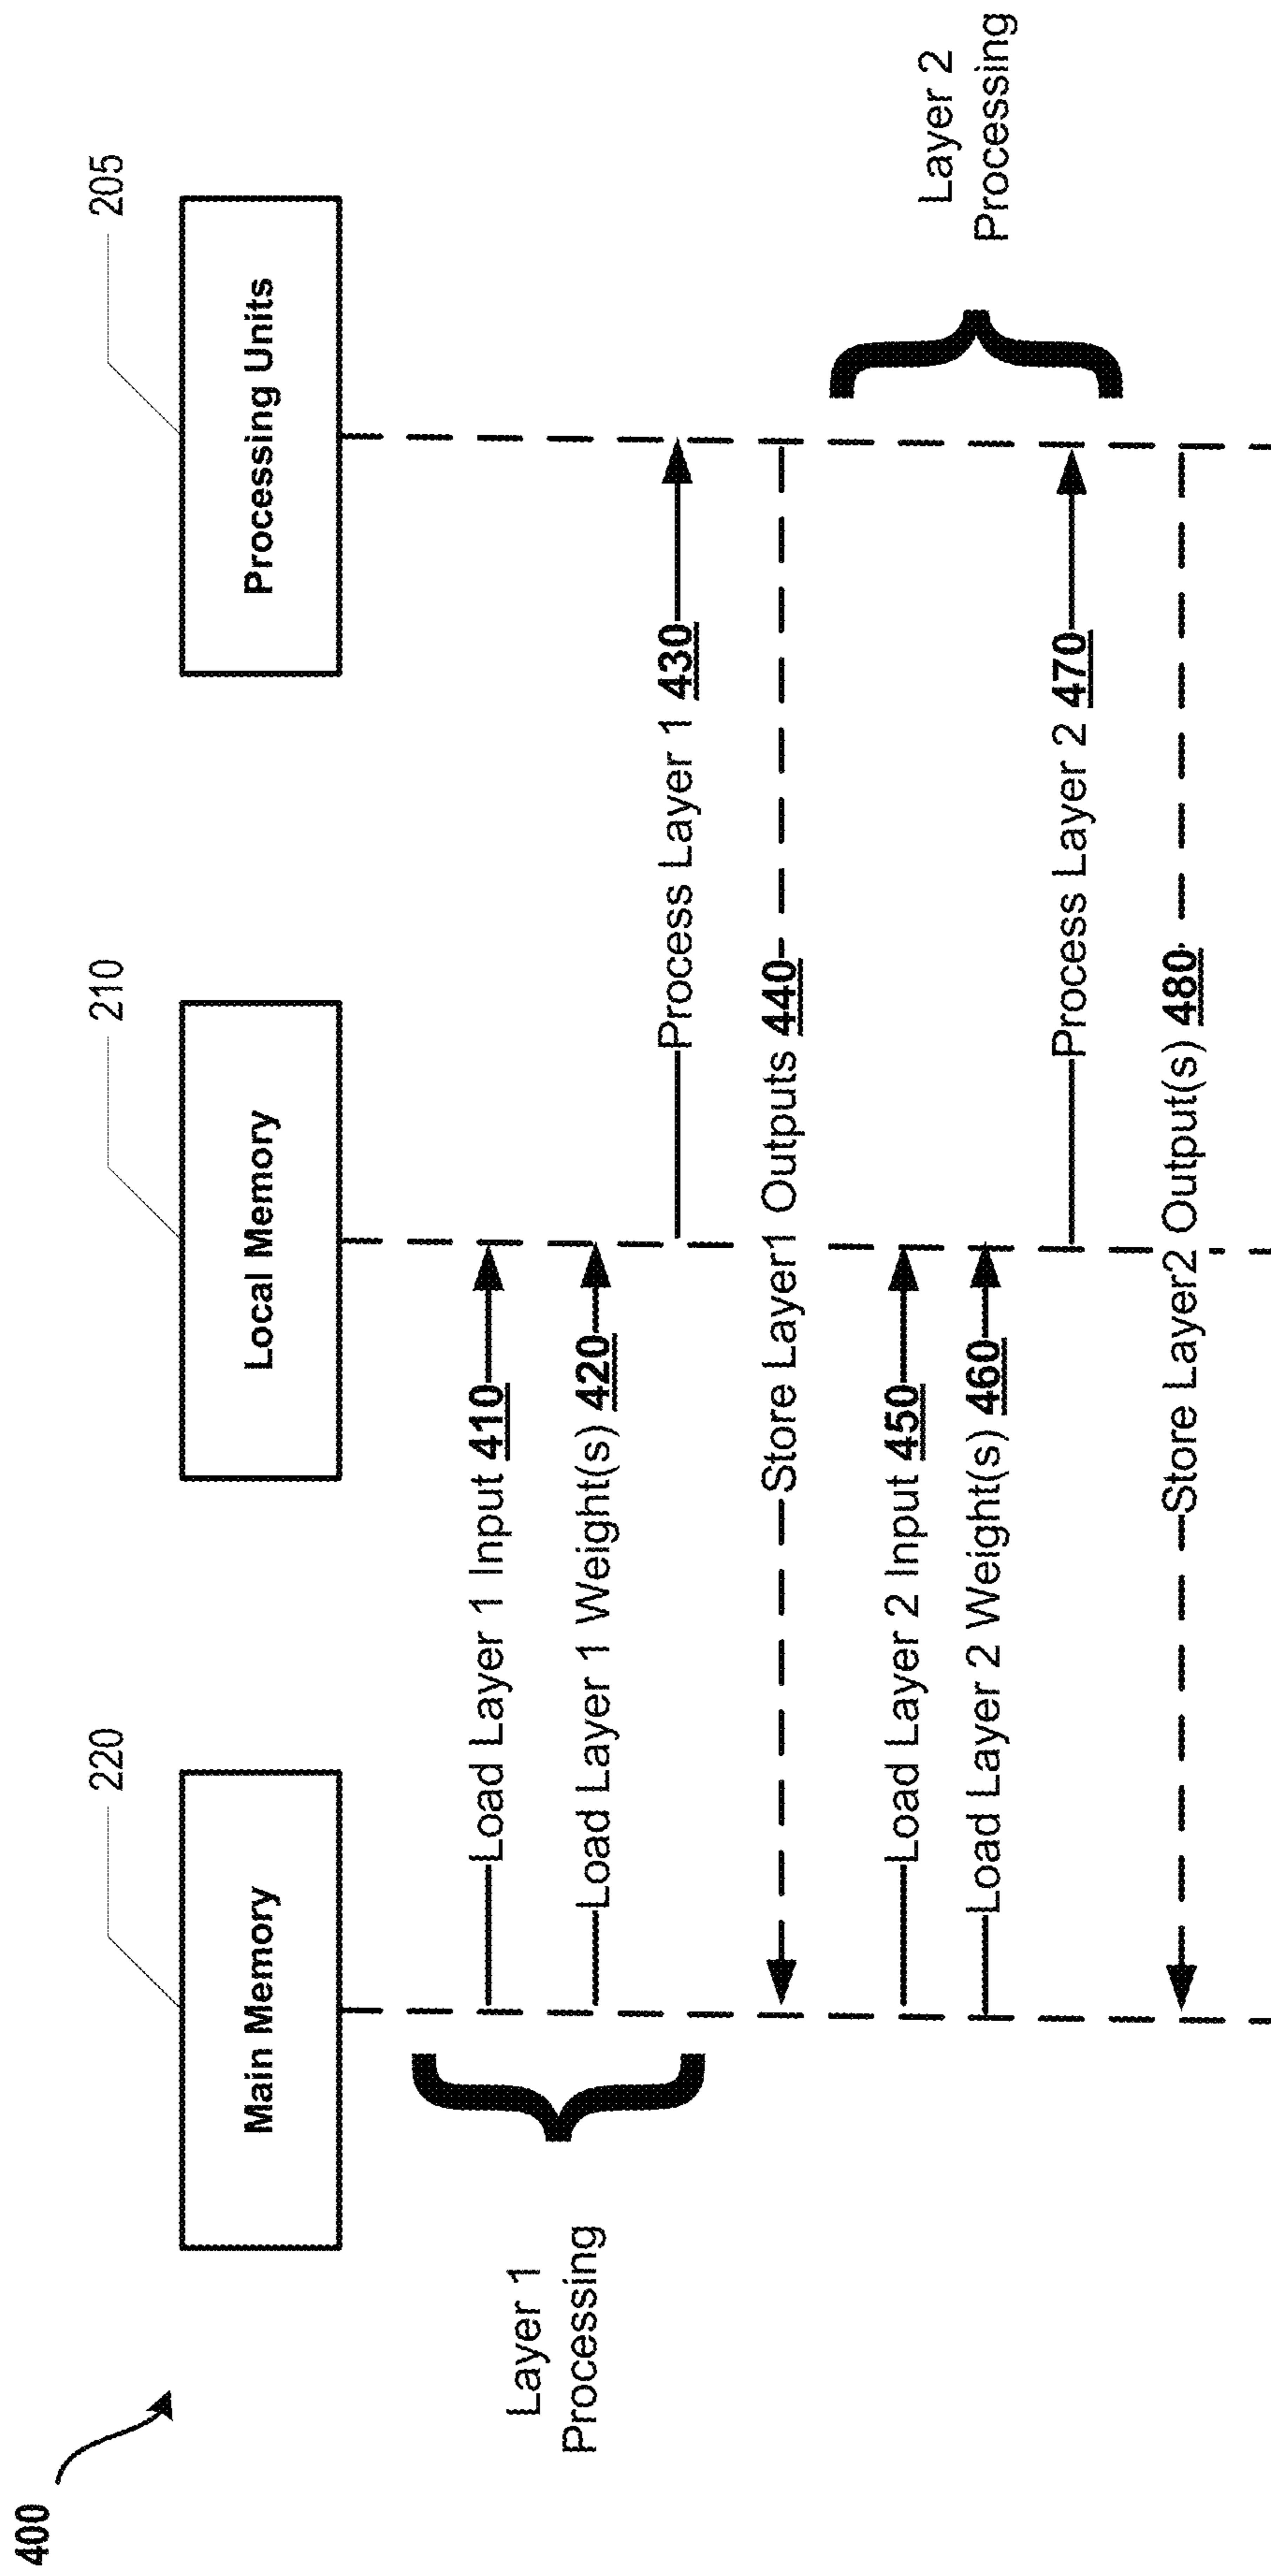 400
220
210
205
Main Memory
Local Memory
Processing Units
Layer 1
Processing
Load Layer 1 Input 410
Load Layer 1 Weight(s) 420
Process Layer 1 430
Store Layer1 Outputs 440
Load Layer 2 Input 450
Load Layer 2 Weight(s) 460
Process Layer 2 470
Layer 2
Processing
Store Layer2 Output(s) 480